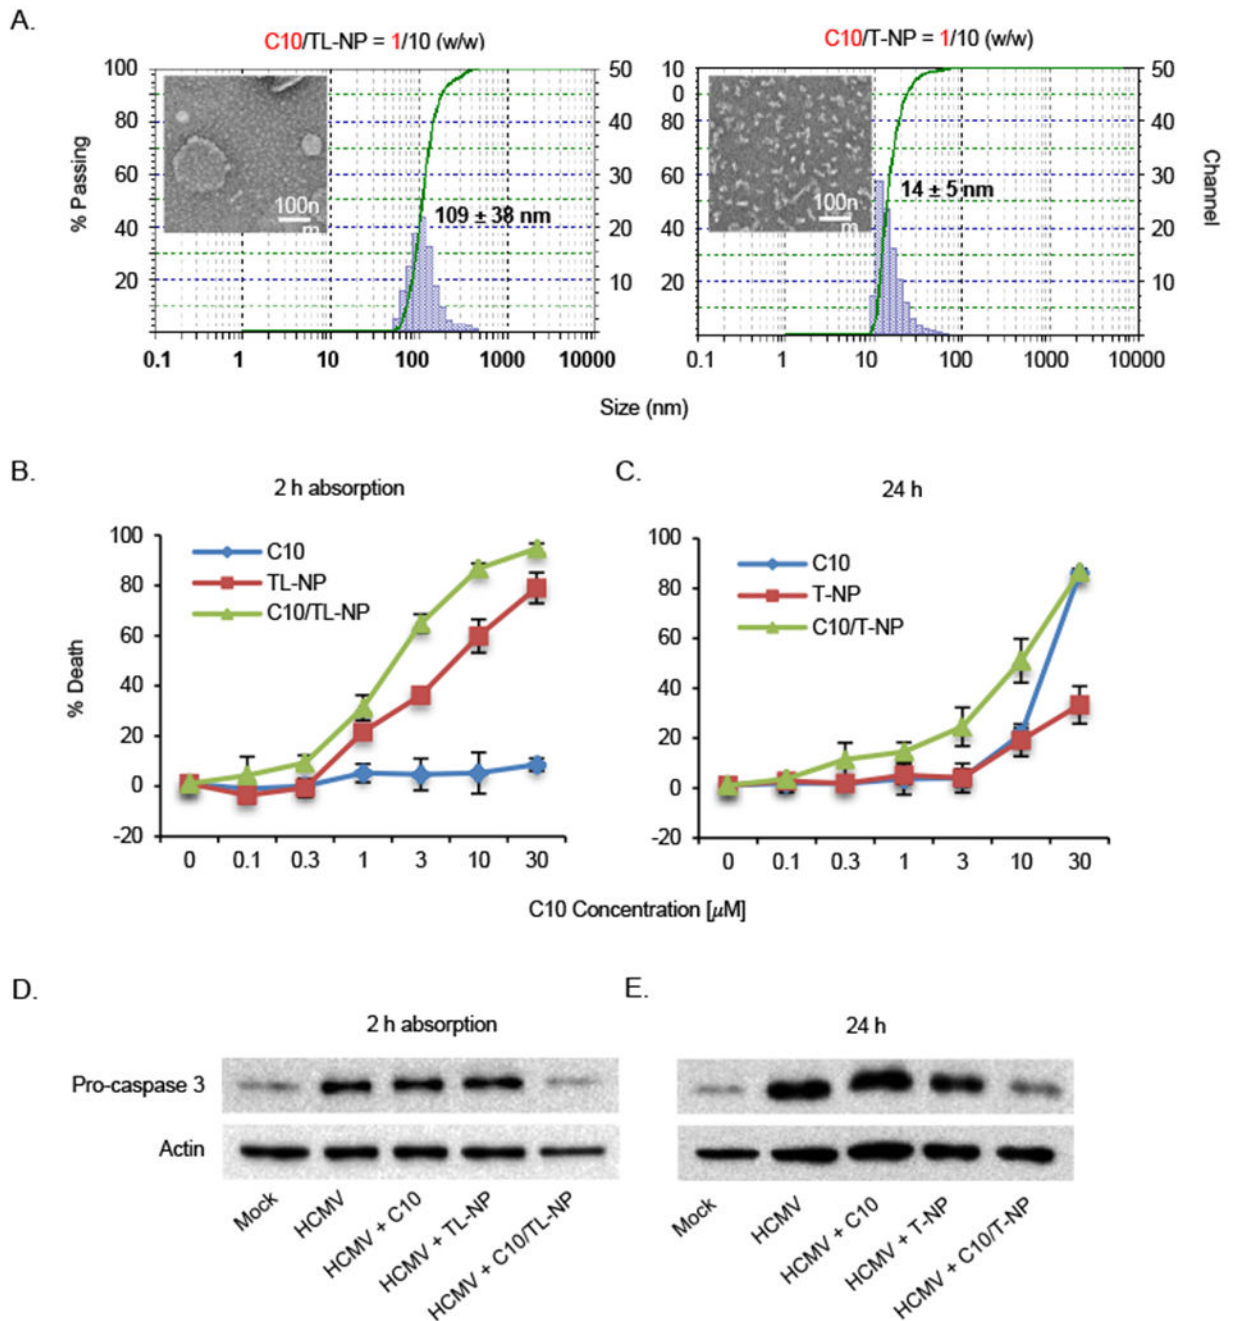 A.
C10/TL-NP = 1/10 (w/w)
C10/T-NP = 1/10 (w/w)
% Passing
100
80
60
40
20
50
40
30
20
10
100n
m
109 ± 38 nm
0.1 1 10 100 1000 10000
10
0
80
60
40
20
50
40
30
20
10
100n
m
14 ± 5 nm
0.1 1 10 100 1000 10000
Channel
Size (nm)
B.
2 h absorption
% Death
100
80
60
40
20
0
-20
C10
TL-NP
C10/TL-NP
0 0.1 0.3 1 3 10 30
C.
24 h
100
80
60
40
20
0
-20
C10
T-NP
C10/T-NP
0 0.1 0.3 1 3 10 30
C10 Concentration [μM]
D.
2 h absorption
Pro-caspase 3
Actin
Mock
HCMV
HCMV + C10
HCMV + TL-NP
HCMV + C10/TL-NP
E.
24 h
Mock
HCMV
HCMV + C10
HCMV + T-NP
HCMV + C10/T-NP